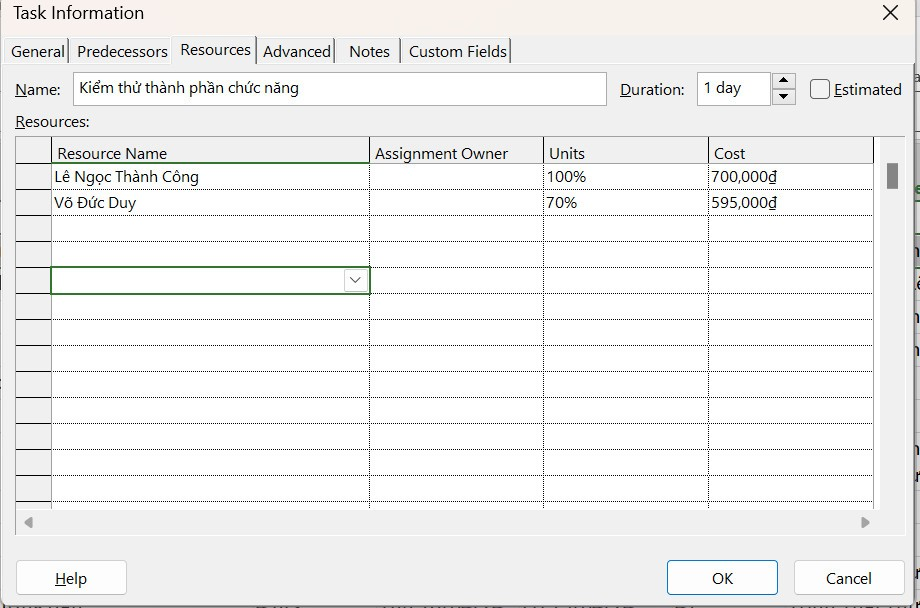 Task Information
General Predecessors Resources Advanced Notes Custom Fields
Name: Kiểm thử thành phần chức năng Duration: 1 day Estimated
Resources:
Resource Name Assignment Owner Units Cost
Lê Ngọc Thành Công 100% 700,000₫
Võ Đức Duy 70% 595,000₫
Help OK Cancel